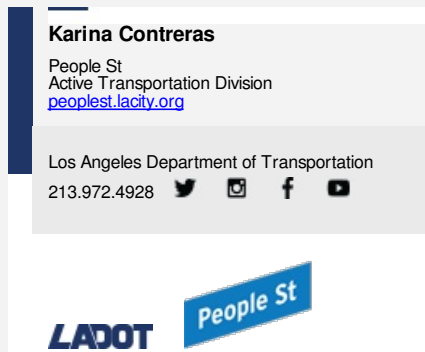 Karina Contreras
People St
Active Transportation Division
peoplest.lacity.org
Los Angeles Department of Transportation
213.972.4928
People St
LADOT